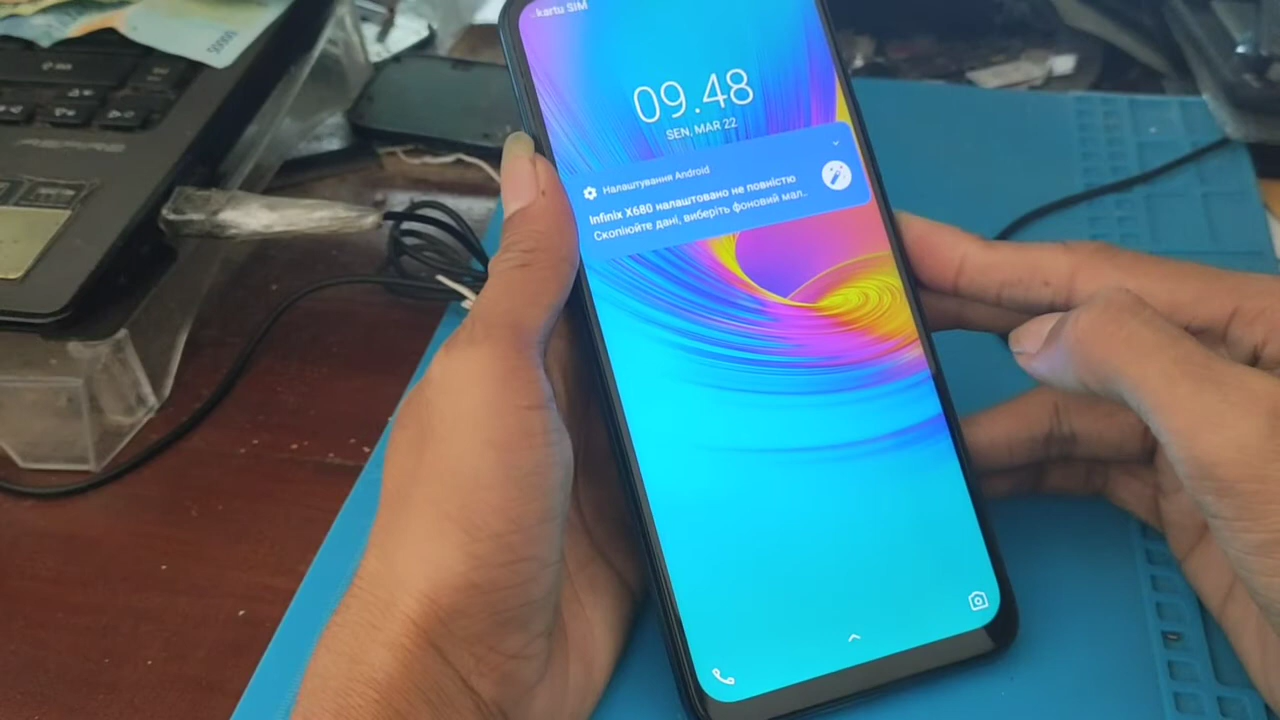 kartu SIM
09.48
SEN, MAR 22
Налаштування Android
Infinix X680 налаштовано не повністю
Скопіюйте дані, виберіть фоновий мал..
50000